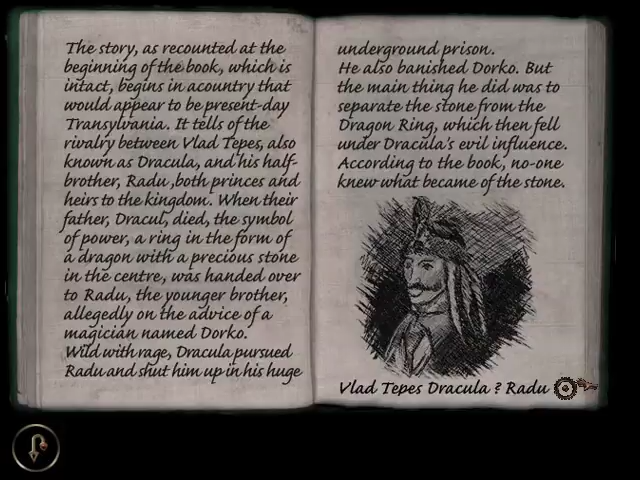 The story, as recounted at the
beginning of the book, which is
intact, begins in acountry that
would appear to be present-day
Transylvania. It tells of the
rivalry between Vlad Tepes, also
known as Dracula, and his half-
brother, Radu ,both princes and
heirs to the kingdom. When their
father, Dracul, died, the symbol
of power, a ring in the form of
a dragon with a precious stone
in the centre, was handed over
to Radu, the younger brother,
allegedly on the advice of a
magician named Dorko.
Wild with rage, Dracula pursued
Radu and shut him up in his huge
underground prison.
He also banished Dorko. But
the main thing he did was to
separate the stone from the
Dragon Ring, which then fell
under Dracula's evil influence.
According to the book, no-one
knew what became of the stone.
Vlad Tepes Dracula ? Radu